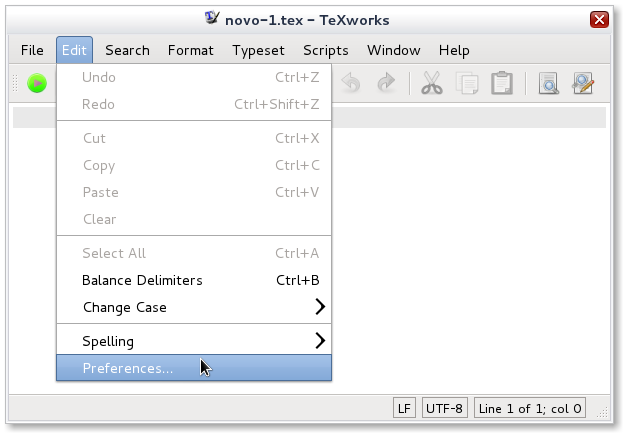 novo-1.tex – TeXworks
File Edit Search Format Typeset Scripts Window Help
Undo Ctrl+Z
Redo Ctrl+Shift+Z
Cut Ctrl+X
Copy Ctrl+C
Paste Ctrl+V
Clear
Select All Ctrl+A
Balance Delimiters Ctrl+B
Change Case
Spelling
Preferences...
LF UTF-8 Line 1 of 1; col 0